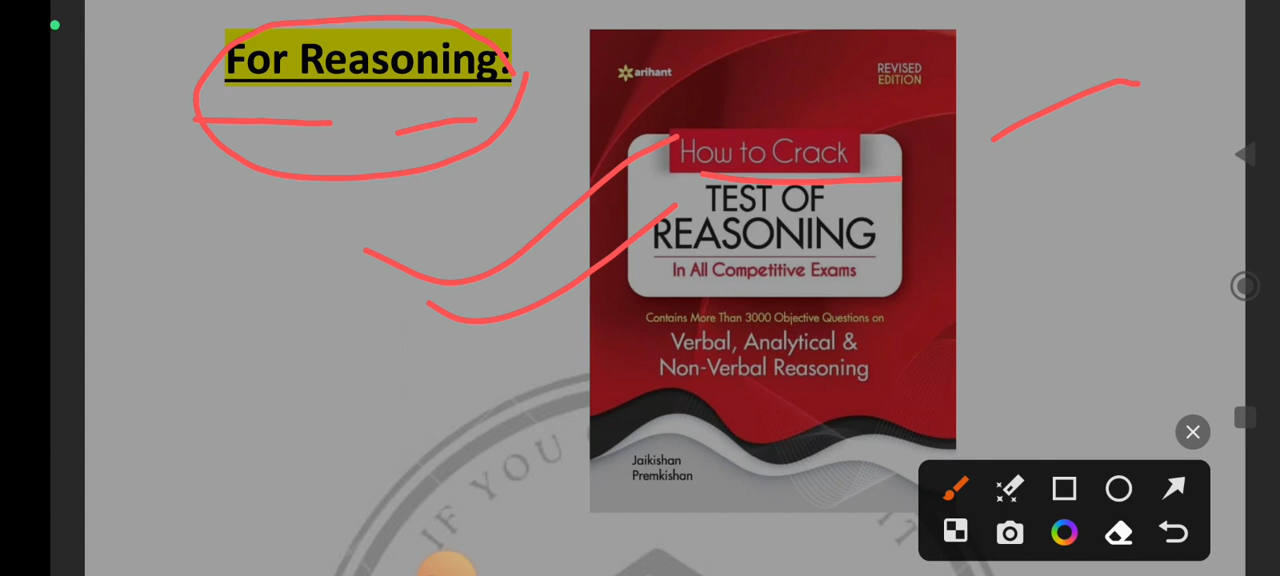 For Reasoning:
arihant
REVISED
EDITION
How to Crack
TEST OF
REASONING
In All Competitive Exams
Contains More Than 3000 Objective Questions on
Verbal, Analytical &
Non-Verbal Reasoning
Jaikishan
Premkishan
IF YOU
IT